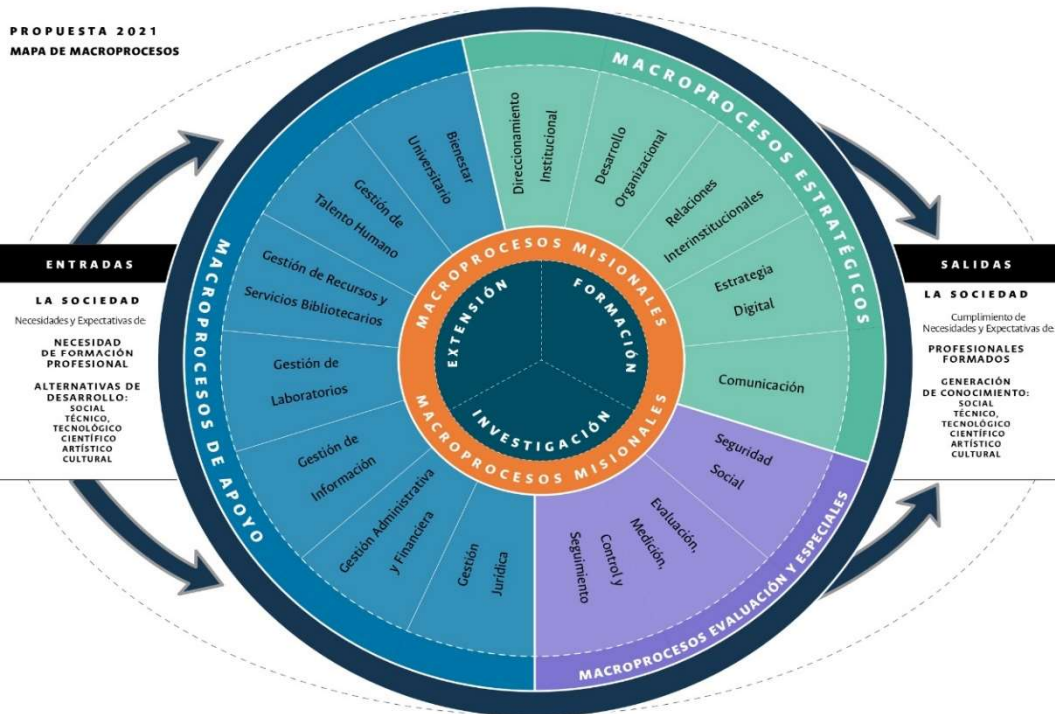 PROPUESTA 2021
MAPA DE MACROPROCESOS
ENTRADAS
LA SOCIEDAD
Necesidades y Expectativas de:
NECESIDAD
DE FORMACIÓN
PROFESIONAL
ALTERNATIVAS DE
DESARROLLO:
SOCIAL
TÉCNICO,
TECNOLÓGICO
CIENTÍFICO
ARTÍSTICO
CULTURAL
MACROPROCESOS DE APOYO
Bienestar
Universitario
Gestión de
Talento Humano
Gestión de Recursos y
Servicios Bibliotecarios
Gestión de
Laboratorios
Gestión de
Información
Gestión Administrativa
y Financiera
Gestión
Jurídica
MACROPROCESOS ESTRATÉGICOS
Direccionamiento
Institucional
Desarrollo
Organizacional
Relaciones
Interinstitucionales
Estrategia
Digital
Comunicación
MACROPROCESOS EVALUACIÓN Y ESPECIALES
Seguridad
Social
Evaluación,
Medición,
Control y
Seguimiento
MACROPROCESOS MISIONALES
EXTENSIÓN
FORMACIÓN
INVESTIGACIÓN
MACROPROCESOS MISIONALES
SALIDAS
LA SOCIEDAD
Cumplimiento de
Necesidades y Expectativas de:
PROFESIONALES
FORMADOS
GENERACIÓN
DE CONOCIMIENTO:
SOCIAL
TÉCNICO,
TECNOLÓGICO
CIENTÍFICO
ARTÍSTICO
CULTURAL